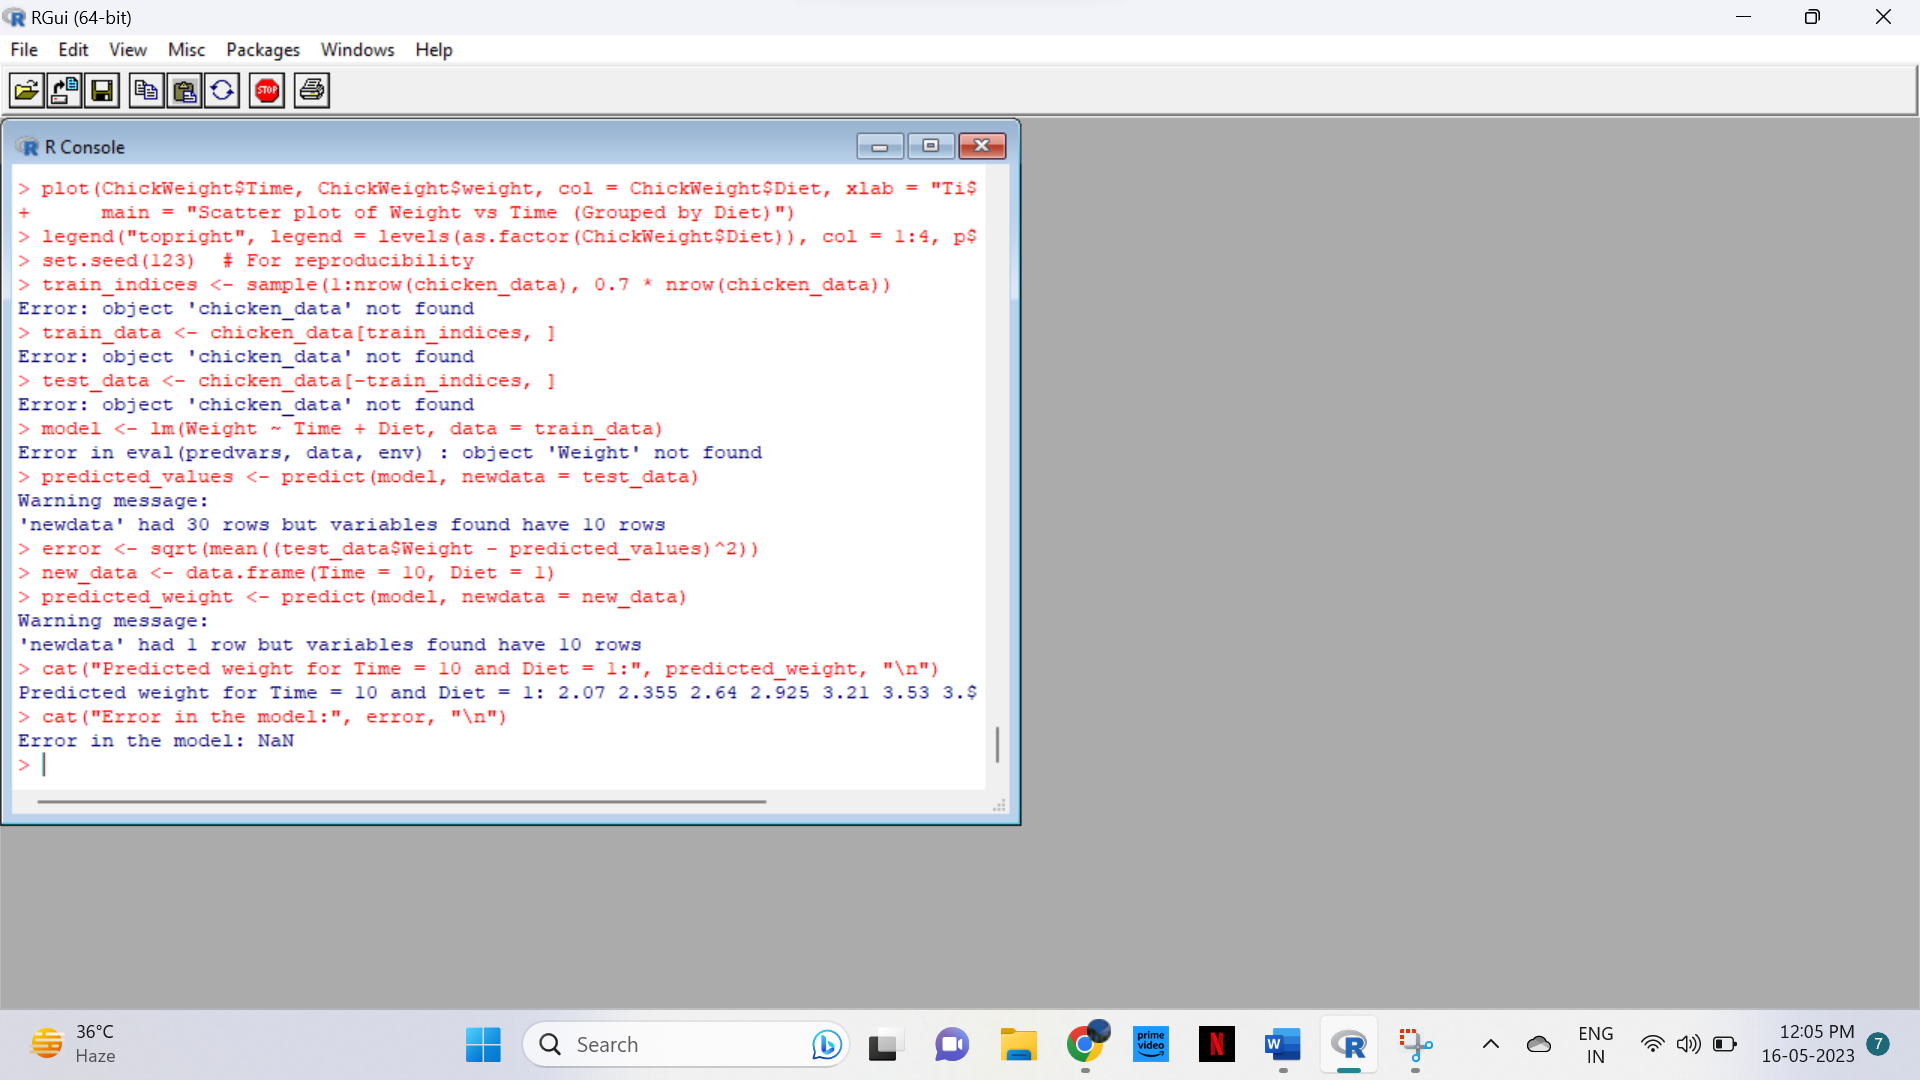 RGui (64-bit)
File Edit View Misc Packages Windows Help
STOP
R Console
> plot(ChickWeight$Time, ChickWeight$weight, col = ChickWeight$Diet, xlab = "Ti$
+      main = "Scatter plot of Weight vs Time (Grouped by Diet)")
> legend("topright", legend = levels(as.factor(ChickWeight$Diet)), col = 1:4, p$
> set.seed(123)  # For reproducibility
> train_indices <- sample(1:nrow(chicken_data), 0.7 * nrow(chicken_data))
Error: object 'chicken_data' not found
> train_data <- chicken_data[train_indices, ]
Error: object 'chicken_data' not found
> test_data <- chicken_data[-train_indices, ]
Error: object 'chicken_data' not found
> model <- lm(Weight ~ Time + Diet, data = train_data)
Error in eval(predvars, data, env) : object 'Weight' not found
> predicted_values <- predict(model, newdata = test_data)
Warning message:
'newdata' had 30 rows but variables found have 10 rows
> error <- sqrt(mean((test_data$Weight - predicted_values)^2))
> new_data <- data.frame(Time = 10, Diet = 1)
> predicted_weight <- predict(model, newdata = new_data)
Warning message:
'newdata' had 1 row but variables found have 10 rows
> cat("Predicted weight for Time = 10 and Diet = 1:", predicted_weight, "\n")
Predicted weight for Time = 10 and Diet = 1: 2.07 2.355 2.64 2.925 3.21 3.53 3.$
> cat("Error in the model:", error, "\n")
Error in the model: NaN
>
36°C
Haze
Search
prime video
N
W
R
ENG
IN
12:05 PM
16-05-2023
7